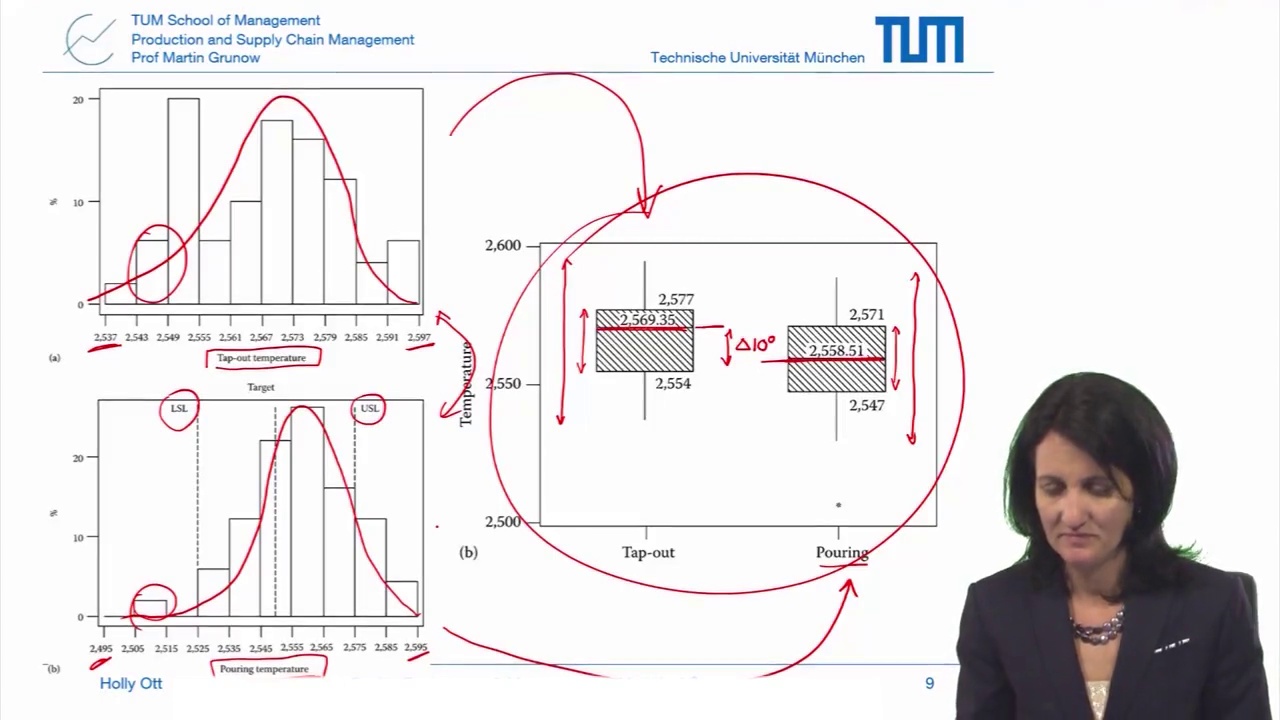 TUM School of Management
Production and Supply Chain Management
Prof Martin Grunow
Technische Universität München
TUM
20
10
0
%
2,537 2,543 2,549 2,555 2,561 2,567 2,573 2,579 2,585 2,591 2,597
(a)
Tap-out temperature
Target
LSL
USL
20
10
0
%
2,495 2,505 2,515 2,525 2,535 2,545 2,555 2,565 2,575 2,585 2,595
(b)
Pouring temperature
2,600
2,550
2,500
Temperature
2,577
2,569.35
2,554
Δ10°
2,571
2,558.51
2,547
*
(b)
Tap-out
Pouring
Holly Ott
9